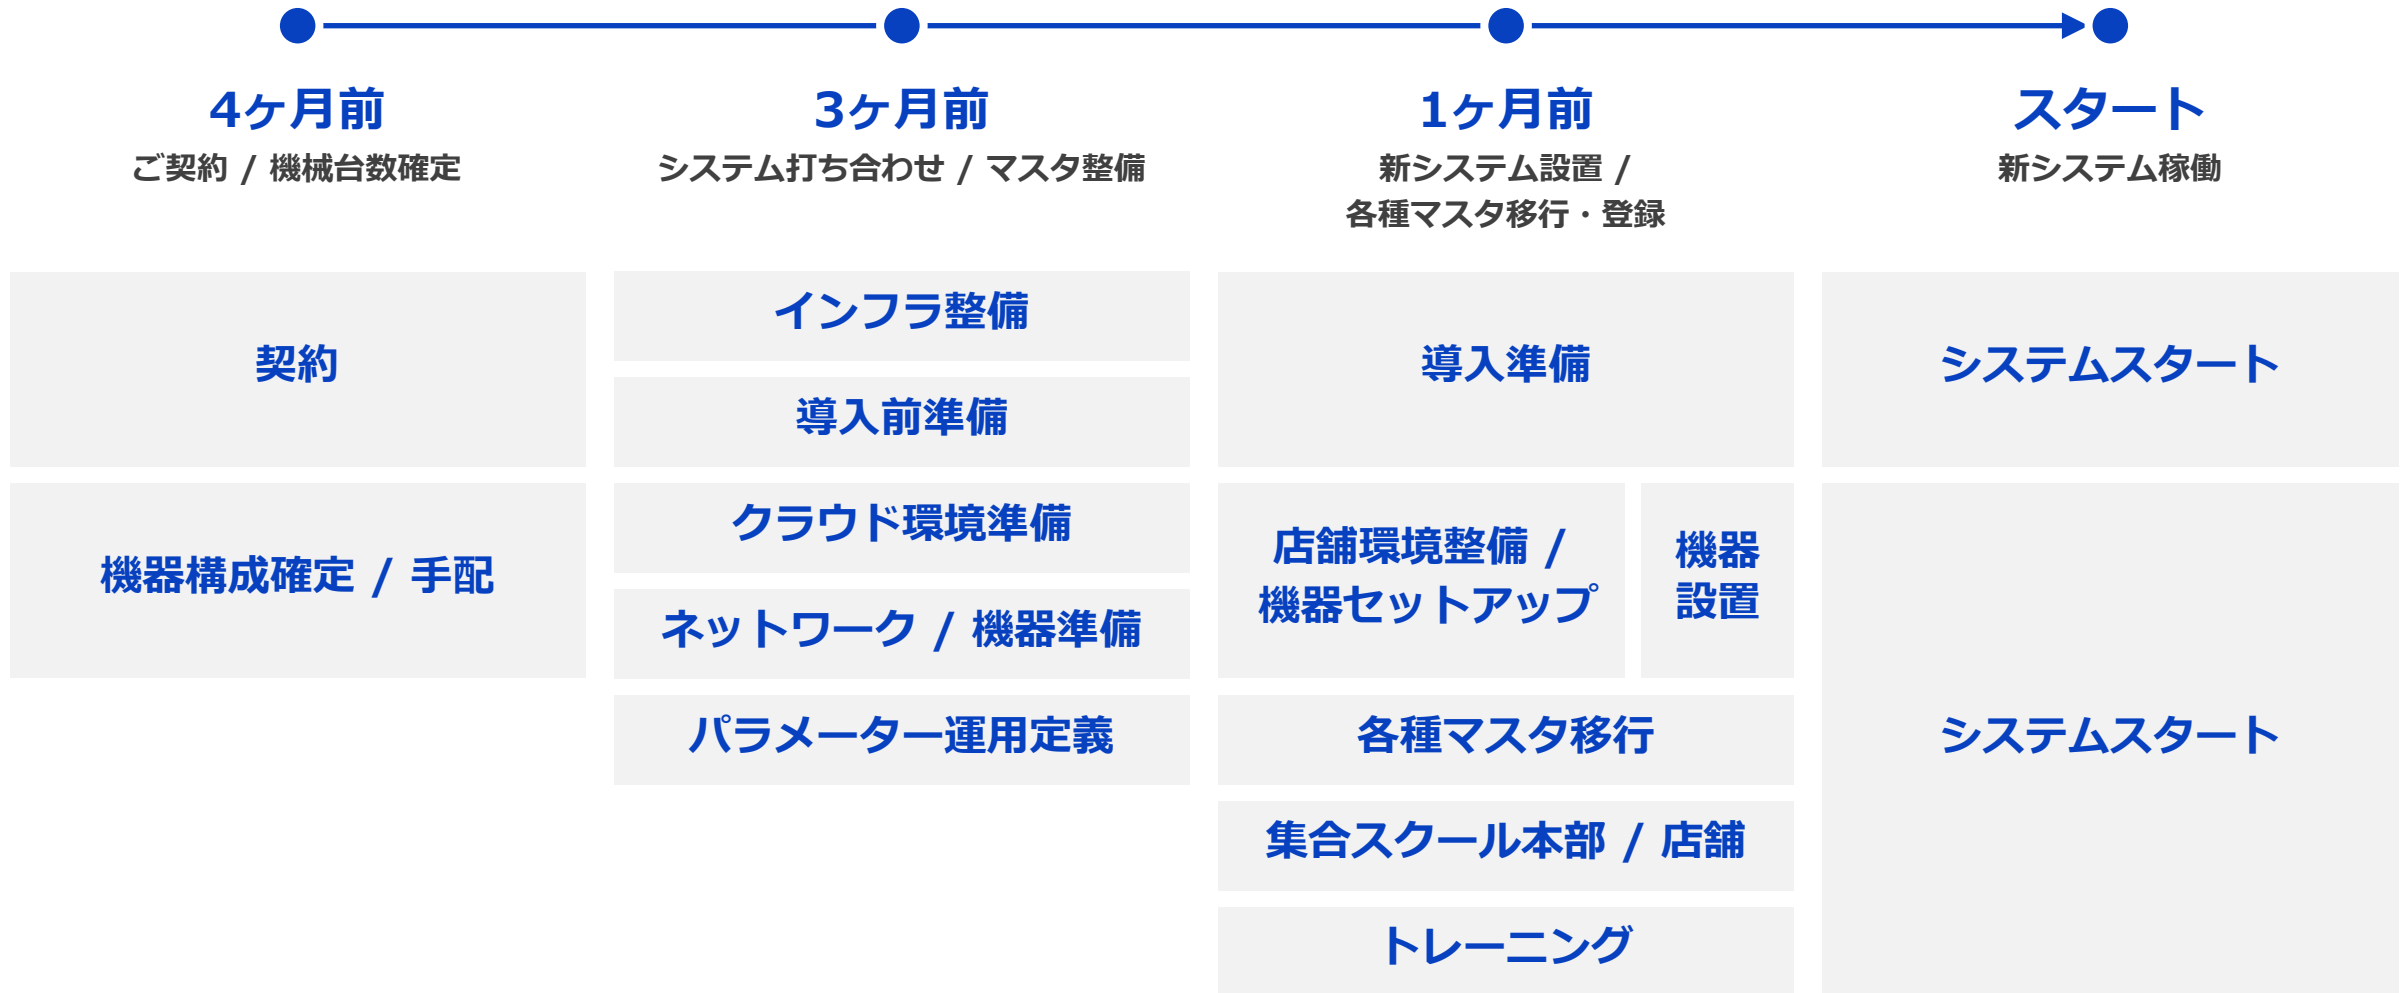 4ケ月前
ご契約 / 機械台数確定
3ケ月前
システム打ち合わせ / マスタ整備
1ケ月前
新システム設置 /
各種マスタ移行・登録
スタート
新システム稼働
契約
機器構成確定 / 手配
インフラ整備
導入前準備
クラウド環境準備
ネットワーク / 機器準備
パラメーター運用定義
導入準備
店舗環境整備 /
機器セットアップ
機器
設置
各種マスタ移行
集合スクール本部 / 店舗
トレーニング
システムスタート
システムスタート